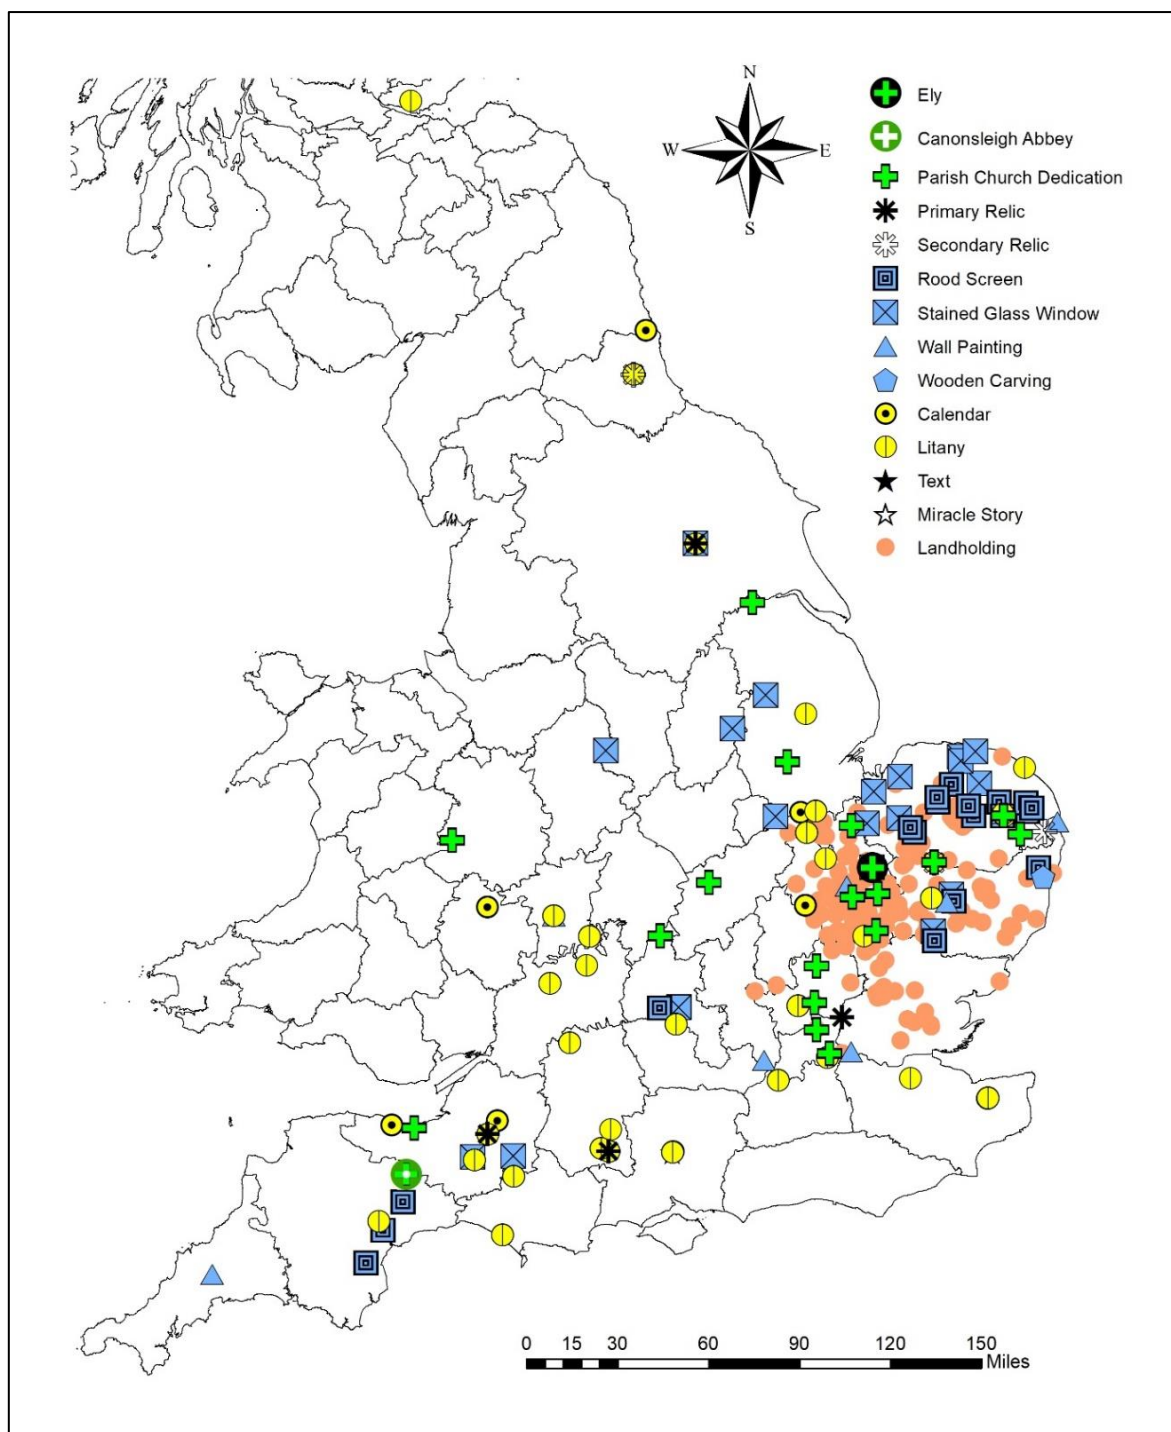 N
W
E
S
Ely
Canonsleigh Abbey
Parish Church Dedication
Primary Relic
Secondary Relic
Rood Screen
Stained Glass Window
Wall Painting
Wooden Carving
Calendar
Litany
Text
Miracle Story
Landholding
0 15 30 60 90 120 150
Miles